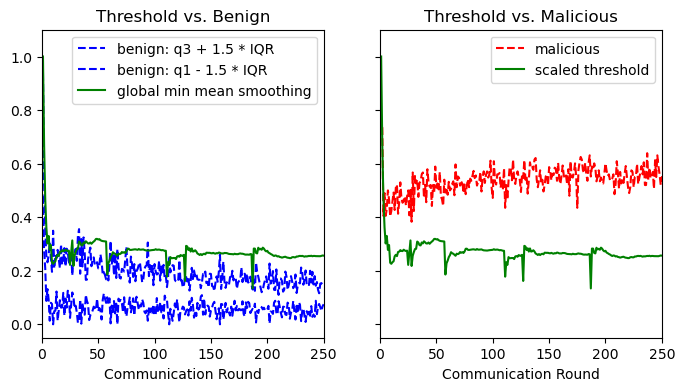 Threshold vs. Benign
benign: q3 + 1.5 * IQR
benign: q1 - 1.5 * IQR
global min mean smoothing
1.0
0.8
0.6
0.4
0.2
0.0
0 50 100 150 200 250
Communication Round
Threshold vs. Malicious
malicious
scaled threshold
0 50 100 150 200 250
Communication Round